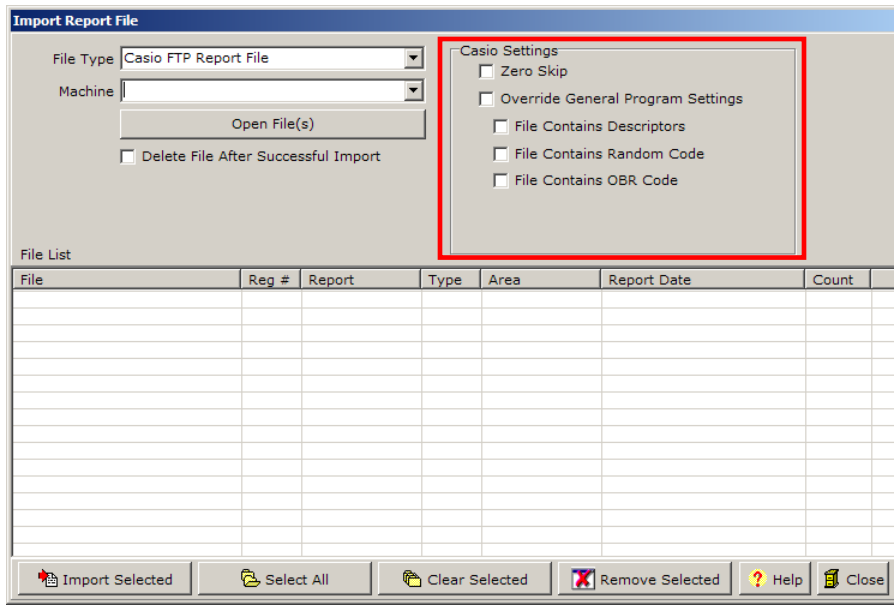 Import Report File
File Type Casio FTP Report File
Machine
Open File(s)
Delete File After Successful Import
Casio Settings
Zero Skip
Override General Program Settings
File Contains Descriptors
File Contains Random Code
File Contains OBR Code
File List
File Reg # Report Type Area Report Date Count
Import Selected Select All Clear Selected Remove Selected ? Help Close